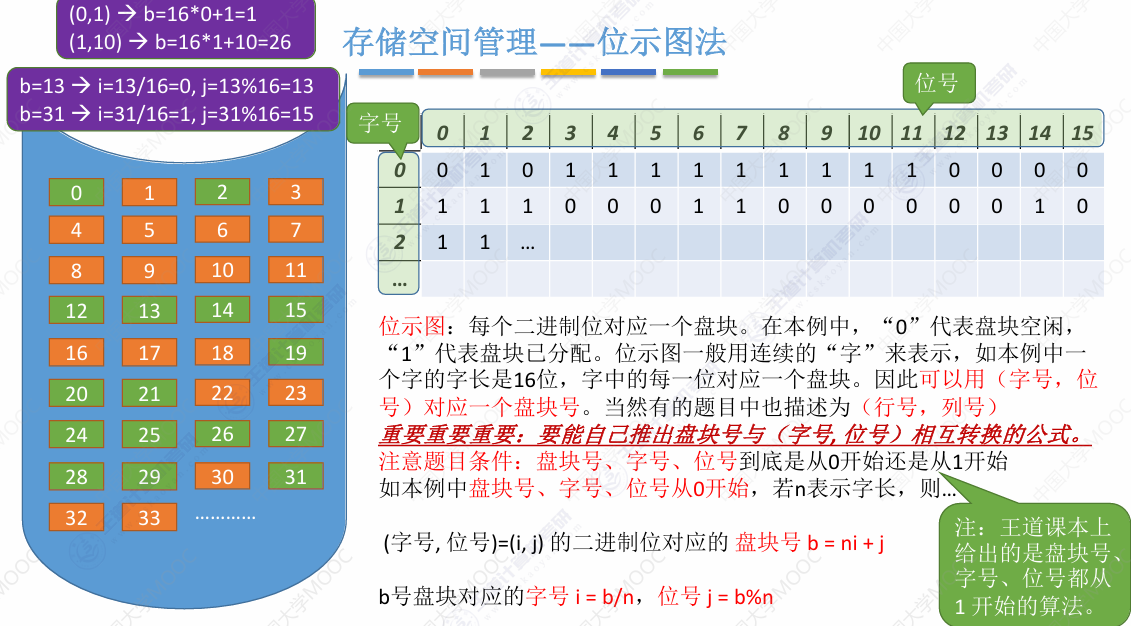 (0,1) → b=16*0+1=1
(1,10) → b=16*1+10=26
存储空间管理——位示图法
b=13 → i=13/16=0, j=13%16=13
b=31 → i=31/16=1, j=31%16=15
位号
字号
0 1 2 3 4 5 6 7 8 9 10 11 12 13 14 15
0 0 1 0 1 1 1 1 1 1 1 1 1 0 0 0 0
1 1 1 1 0 0 0 1 1 0 0 0 0 0 0 1 0
2 1 1 …
…
0 1 2 3
4 5 6 7
8 9 10 11
12 13 14 15
16 17 18 19
20 21 22 23
24 25 26 27
28 29 30 31
32 33 …………
位示图：每个二进制位对应一个盘块。在本例中，“0”代表盘块空闲，
“1”代表盘块已分配。位示图一般用连续的“字”来表示，如本例中一
个字的字长是16位，字中的每一位对应一个盘块。因此可以用（字号，位
号）对应一个盘块号。当然有的题目中也描述为（行号，列号）
重要重要重要：要能自己推出盘块号与（字号, 位号）相互转换的公式。
注意题目条件：盘块号、字号、位号到底是从0开始还是从1开始
如本例中盘块号、字号、位号从0开始，若n表示字长，则…
(字号, 位号)=(i, j) 的二进制位对应的 盘块号 b = ni + j
b号盘块对应的字号 i = b/n，位号 j = b%n
注：王道课本上
给出的是盘块号、
字号、位号都从
1 开始的算法。